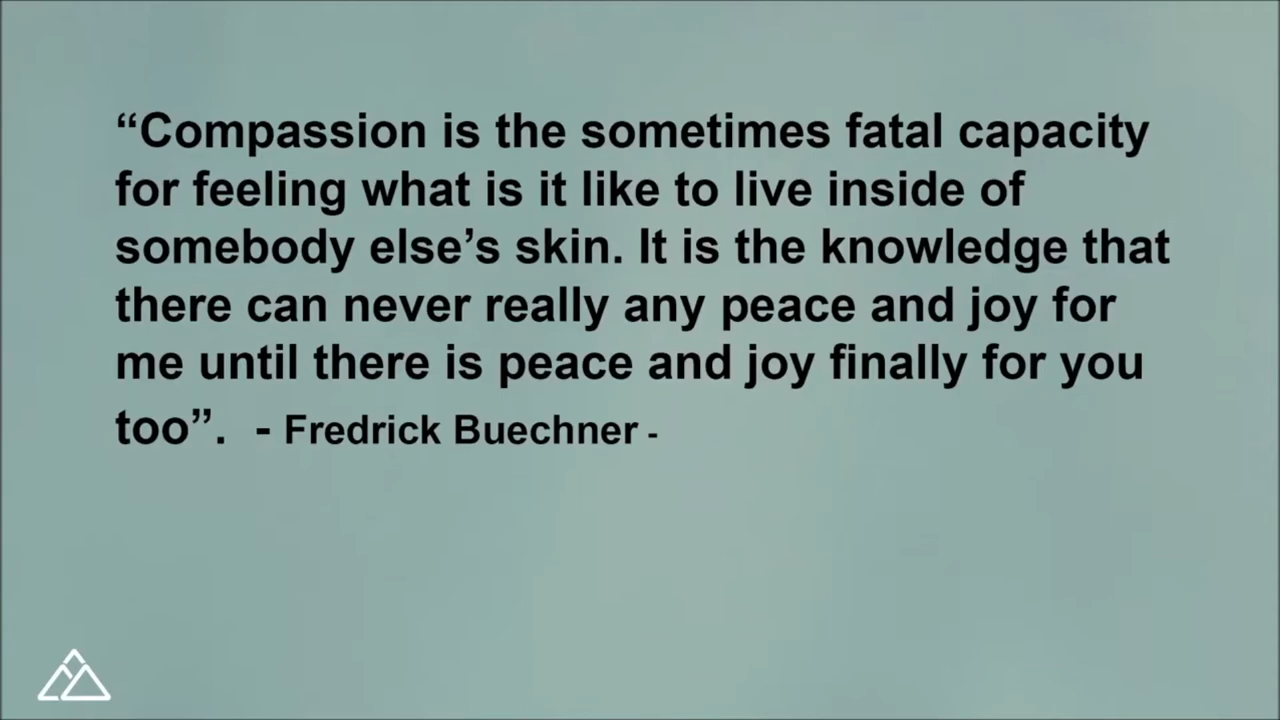 “Compassion is the sometimes fatal capacity
for feeling what is it like to live inside of
somebody else’s skin. It is the knowledge that
there can never really any peace and joy for
me until there is peace and joy finally for you
too”.  - Fredrick Buechner -